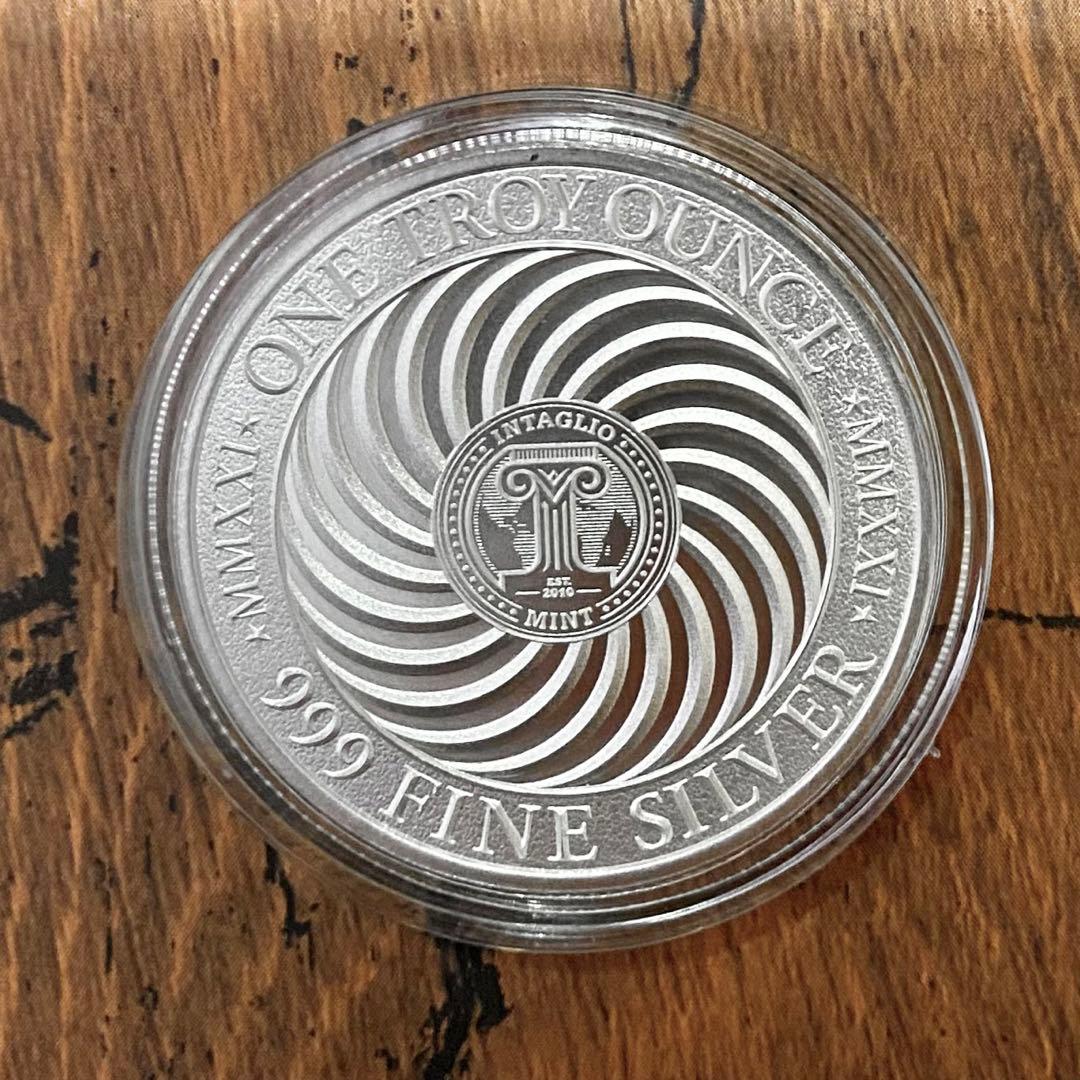 ONE TROY OUNCE
★ MMXXI ★
999 FINE SILVER
★ MMXXI ★
INTAGLIO
EST.
2010
MINT